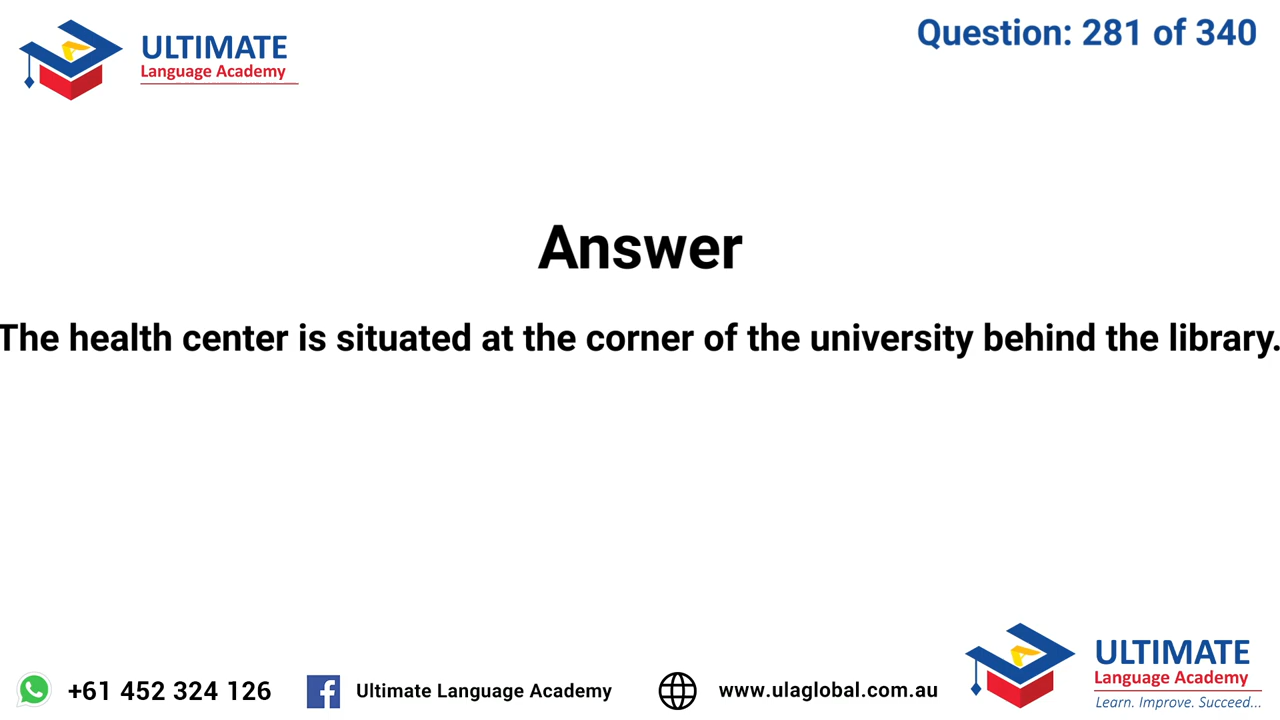 ULTIMATE
Language Academy
Question: 281 of 340
Answer
The health center is situated at the corner of the university behind the library.
+61 452 324 126
Ultimate Language Academy
www.ulaglobal.com.au
ULTIMATE
Language Academy
Learn. Improve. Succeed...